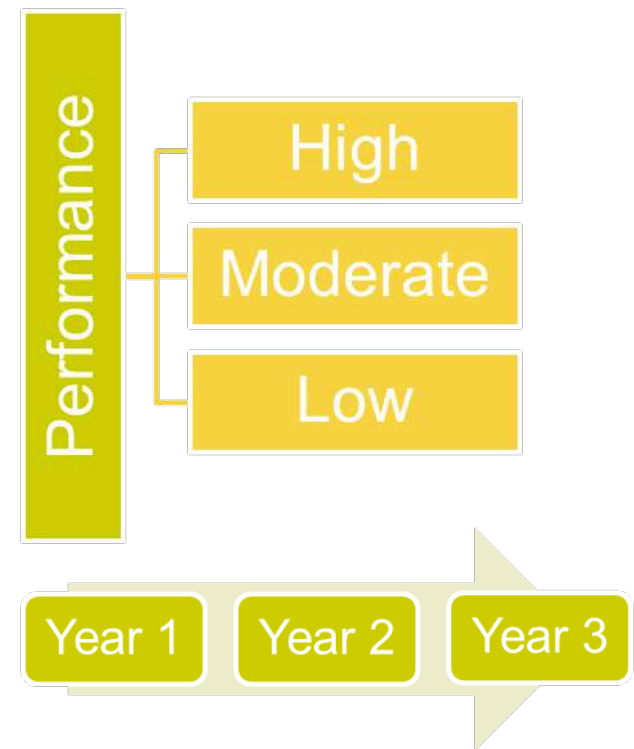 Performance
High
Moderate
Low
Year 1
Year 2
Year 3